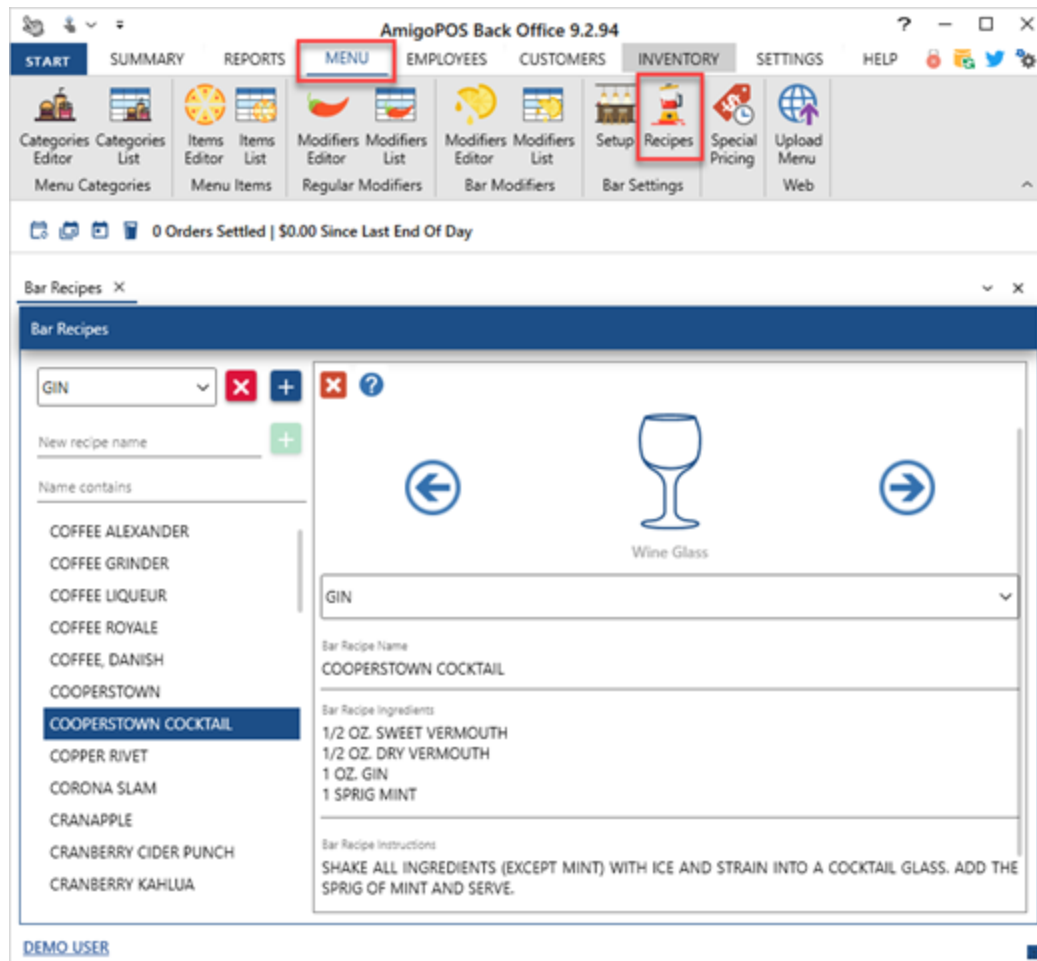 AmigoPOS Back Office 9.2.94
START SUMMARY REPORTS MENU EMPLOYEES CUSTOMERS INVENTORY SETTINGS HELP
Categories Editor Categories List Items Editor Items List Modifiers Editor Modifiers List Modifiers Editor Modifiers List Setup Recipes Special Pricing Upload Menu
Menu Categories Menu Items Regular Modifiers Bar Modifiers Bar Settings Web
0 Orders Settled | $0.00 Since Last End Of Day
Bar Recipes
Bar Recipes
GIN
New recipe name
Name contains
COFFEE ALEXANDER
COFFEE GRINDER
COFFEE LIQUEUR
COFFEE ROYALE
COFFEE, DANISH
COOPERSTOWN
COOPERSTOWN COCKTAIL
COPPER RIVET
CORONA SLAM
CRANAPPLE
CRANBERRY CIDER PUNCH
CRANBERRY KAHLUA
Wine Glass
GIN
Bar Recipe Name
COOPERSTOWN COCKTAIL
Bar Recipe Ingredients
1/2 OZ. SWEET VERMOUTH
1/2 OZ. DRY VERMOUTH
1 OZ. GIN
1 SPRIG MINT
Bar Recipe Instructions
SHAKE ALL INGREDIENTS (EXCEPT MINT) WITH ICE AND STRAIN INTO A COCKTAIL GLASS. ADD THE
SPRIG OF MINT AND SERVE.
DEMO USER